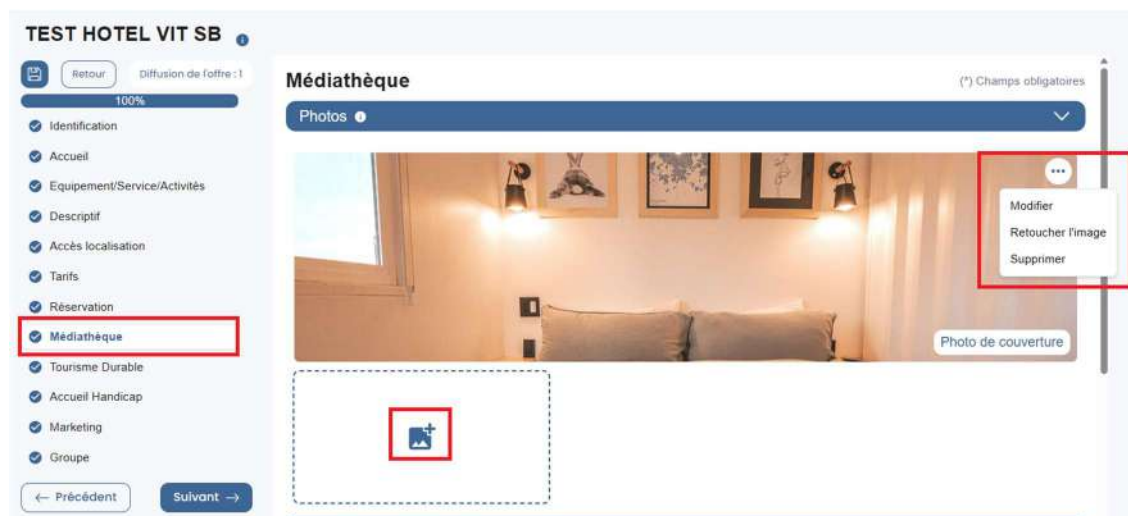 TEST HOTEL VIT SB
Retour
Diffusion de l'offre : 1
100%
Identification
Accueil
Equipement/Service/Activités
Descriptif
Accès localisation
Tarifs
Réservation
Médiathèque
Tourisme Durable
Accueil Handicap
Marketing
Groupe
← Précédent
Suivant →
Médiathèque
(*) Champs obligatoires
Photos
Modifier
Retoucher l'image
Supprimer
Photo de couverture